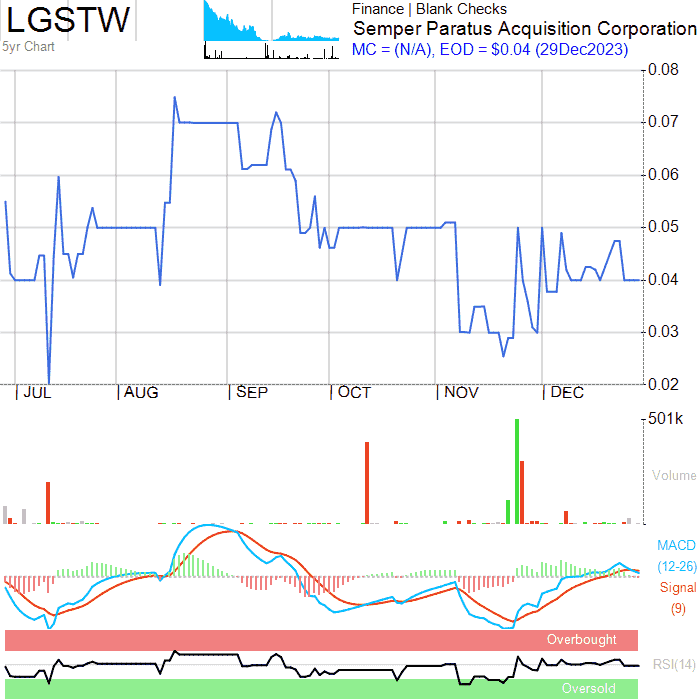 LGSTW
5yr Chart
Finance | Blank Checks
Semper Paratus Acquisition Corporation
MC = (N/A), EOD = $0.04 (29Dec2023)
0.08
0.07
0.06
0.05
0.04
0.03
0.02
JUL AUG SEP OCT NOV DEC
501k
Volume
MACD
(12-26)
Signal
(9)
Overbought
RSI(14)
Oversold